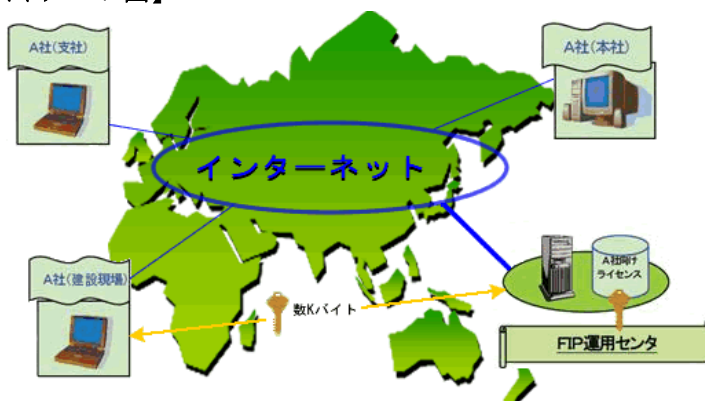 A社(支社)
A社(本社)
インターネット
A社(建設現場)
数Kバイト
A社向け
ライセンス
FIP運用センタ